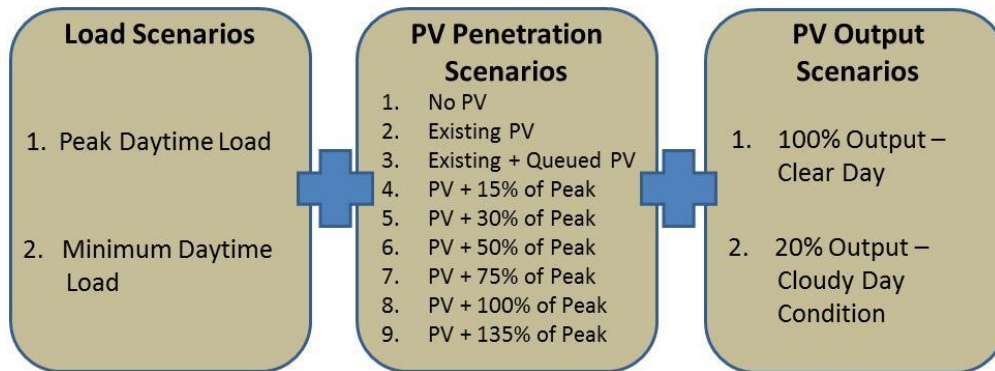 Load Scenarios
1. Peak Daytime Load
2. Minimum Daytime
Load
PV Penetration
Scenarios
1. No PV
2. Existing PV
3. Existing + Queued PV
4. PV + 15% of Peak
5. PV + 30% of Peak
6. PV + 50% of Peak
7. PV + 75% of Peak
8. PV + 100% of Peak
9. PV + 135% of Peak
PV Output
Scenarios
1. 100% Output –
Clear Day
2. 20% Output –
Cloudy Day
Condition